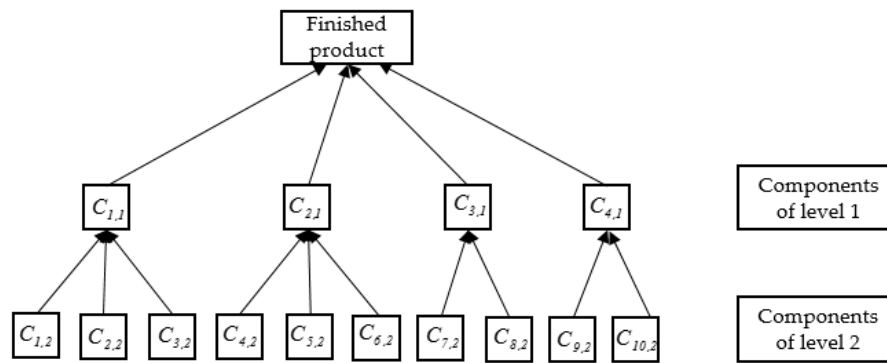 Finished
product
C1,1
C2,1
C3,1
C4,1
Components
of level 1
C1,2
C2,2
C3,2
C4,2
C5,2
C6,2
C7,2
C8,2
C9,2
C10,2
Components
of level 2